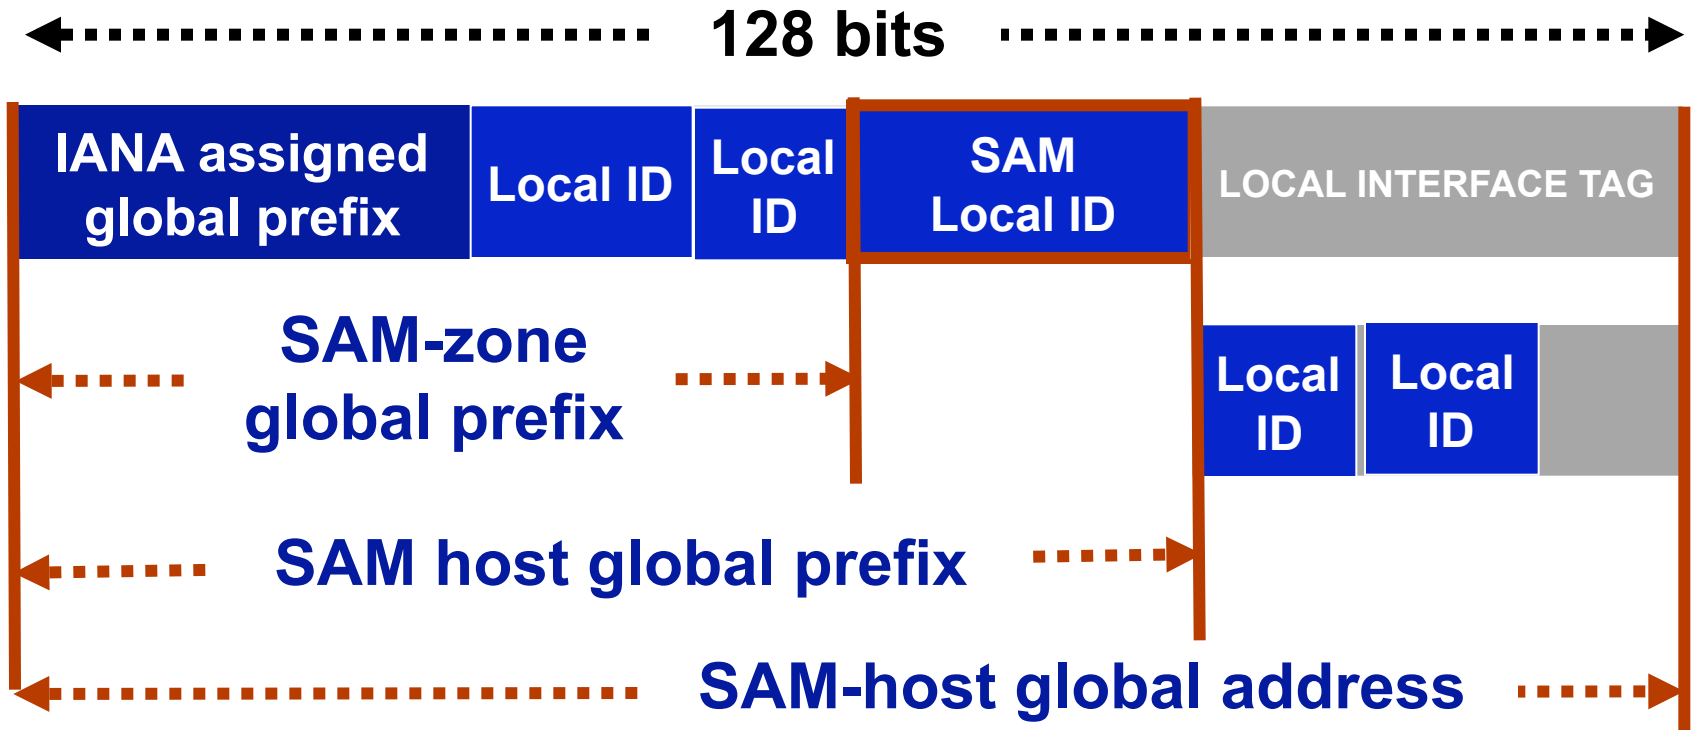 128 bits
IANA assigned
global prefix
Local ID
Local
ID
SAM
Local ID
LOCAL INTERFACE TAG
SAM-zone
global prefix
Local
ID
Local
ID
SAM host global prefix
SAM-host global address